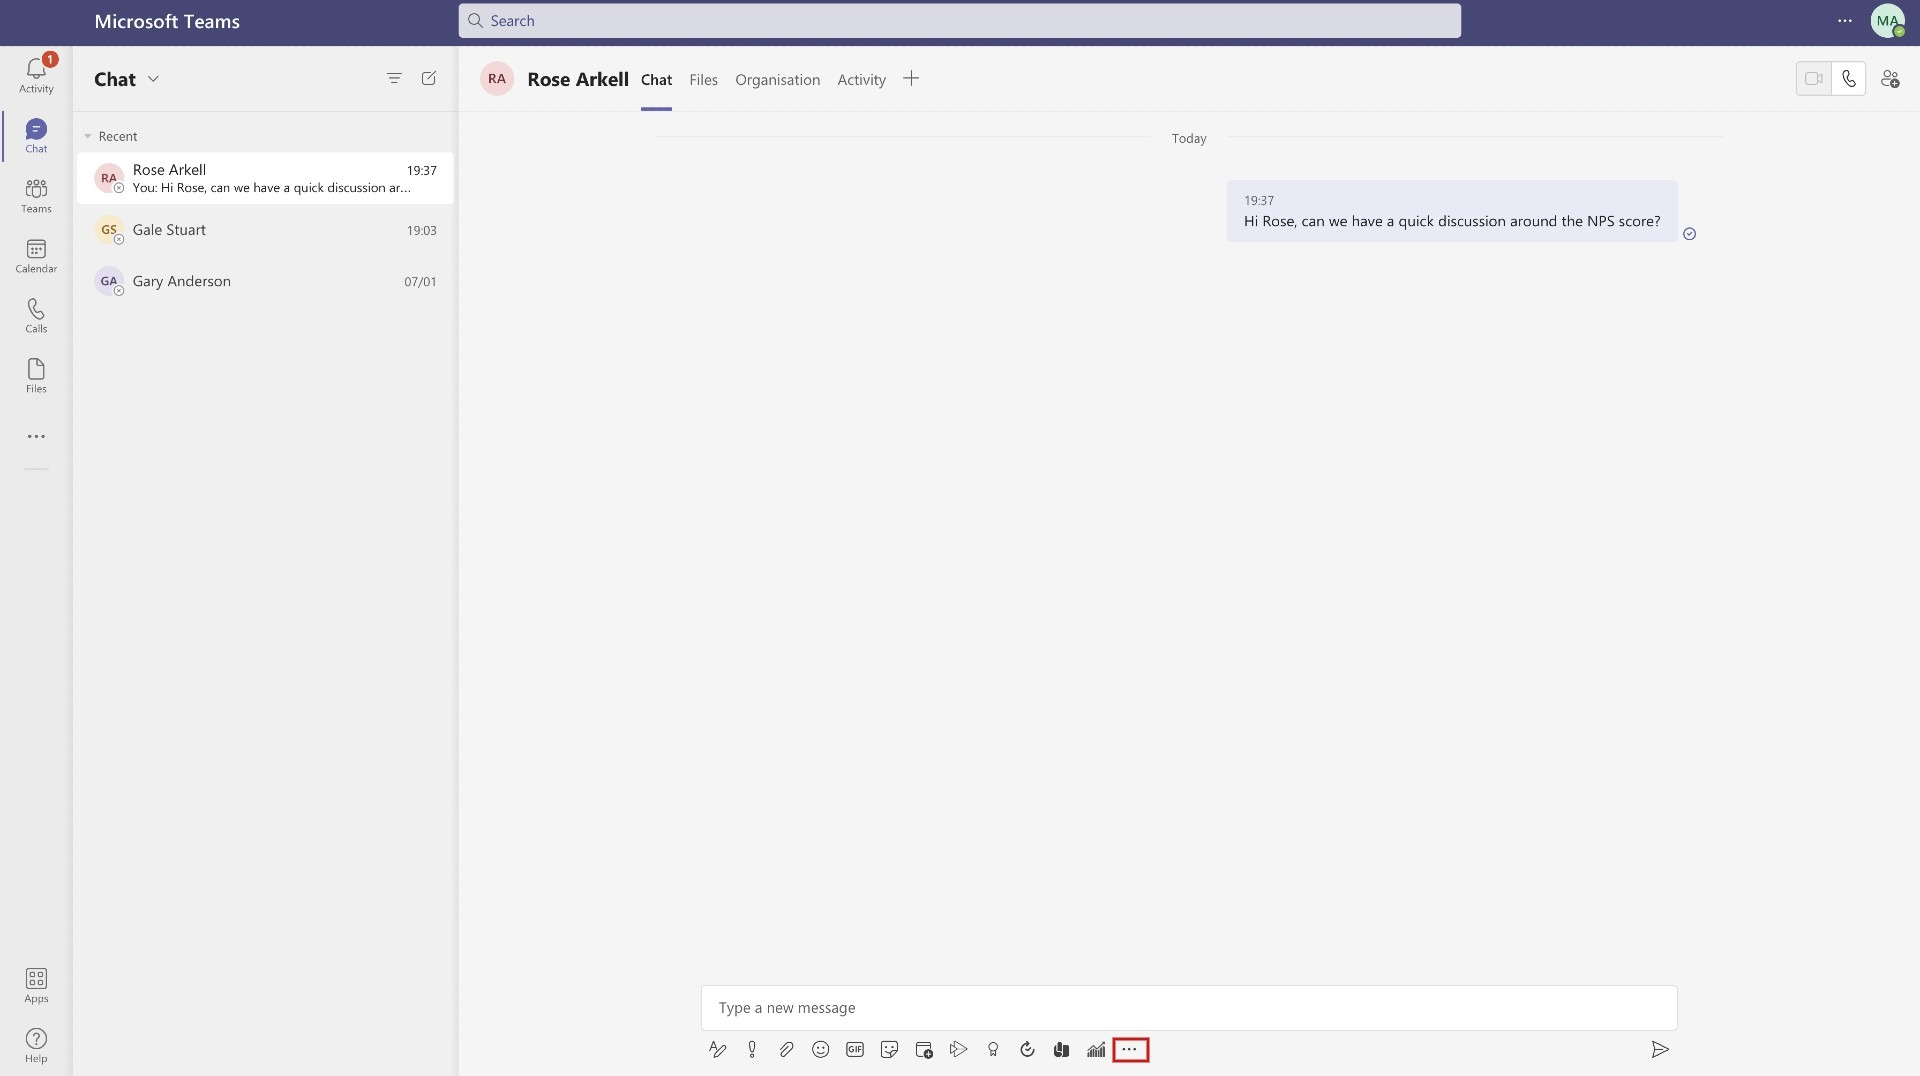 Microsoft Teams
Search
MA
1
Activity
Chat
Teams
Calendar
Calls
Files
Apps
Help
Chat
Recent
RA
Rose Arkell
19:37
You: Hi Rose, can we have a quick discussion ar...
GS
Gale Stuart
19:03
GA
Gary Anderson
07/01
RA
Rose Arkell
Chat
Files
Organisation
Activity
Today
19:37
Hi Rose, can we have a quick discussion around the NPS score?
Type a new message
GIF